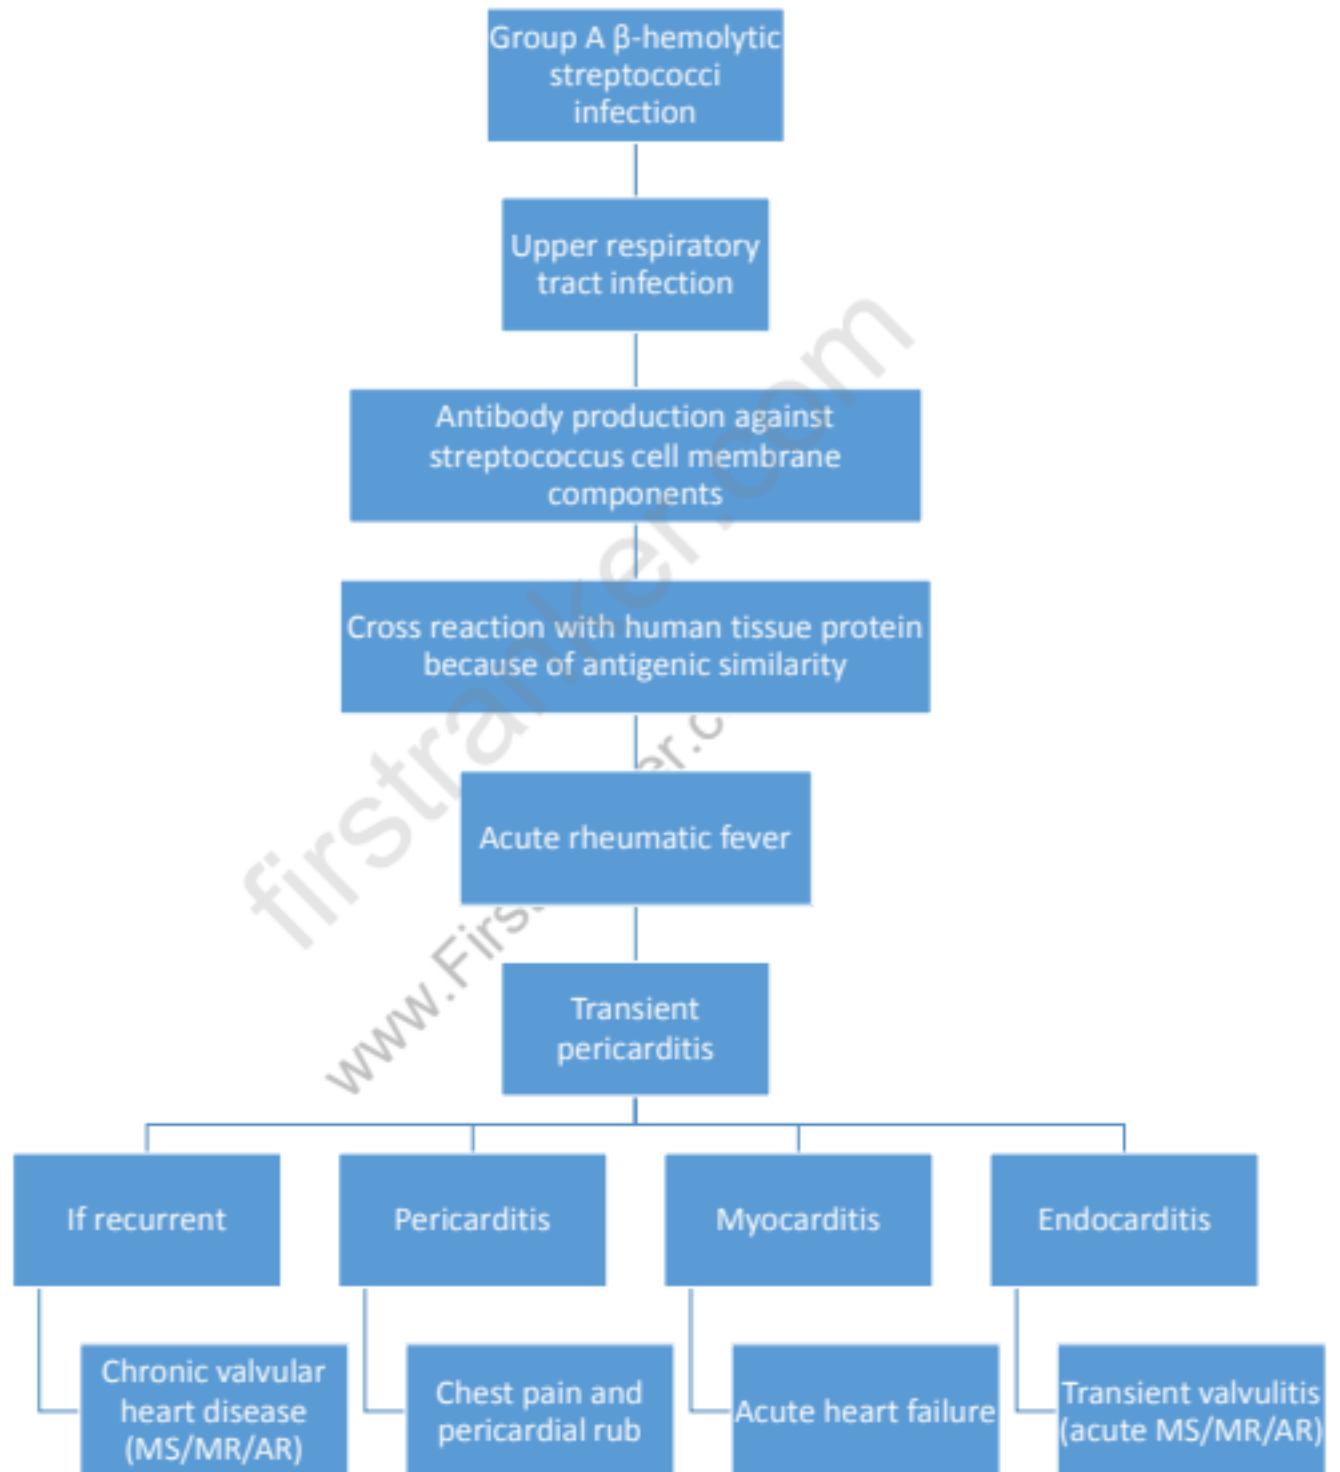 Group A β-hemolytic
streptococci
infection
Upper respiratory
tract infection
Antibody production against
streptococcus cell membrane
components
Cross reaction with human tissue protein
because of antigenic similarity
Acute rheumatic fever
Transient
pericarditis
If recurrent
Pericarditis
Myocarditis
Endocarditis
Chronic valvular
heart disease
(MS/MR/AR)
Chest pain and
pericardial rub
Acute heart failure
Transient valvulitis
(acute MS/MR/AR)
firstranker.com